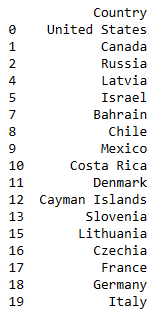 Country
0 United States
1 Canada
2 Russia
4 Latvia
5 Israel
7 Bahrain
8 Chile
9 Mexico
10 Costa Rica
11 Denmark
12 Cayman Islands
13 Slovenia
15 Lithuania
16 Czechia
17 France
18 Germany
19 Italy